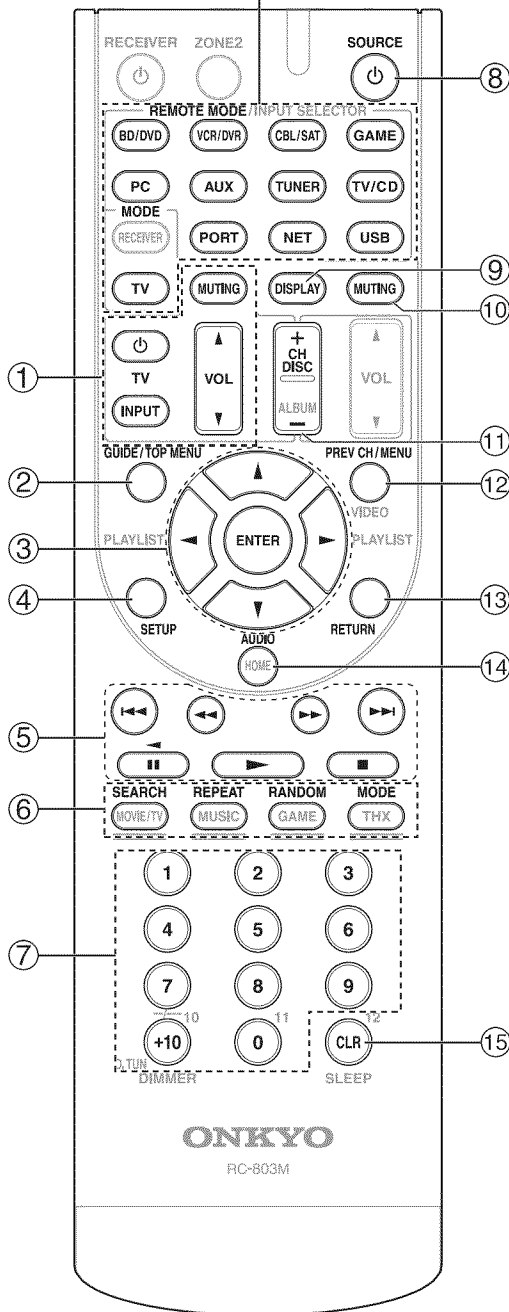 RECEIVER ZONE2 SOURCE
8
REMOTE MODE/INPUT SELECTOR
BD/DVD VCR/DVR CBL/SAT GAME
PC AUX TUNER TV/CD
MODE
RECEIVER PORT NET USB
9
TV MUTING DISPLAY MUTING
10
1
TV
INPUT
VOL
+
CH
DISC
ALBUM
-
VOL
11
GUIDE/TOP MENU PREV CH/MENU
2
12
VIDEO
PLAYLIST ENTER PLAYLIST
3
4
13
SETUP RETURN
AUDIO
HOME
14
5
6
SEARCH REPEAT RANDOM MODE
MOVIE/TV MUSIC GAME THX
1 2 3
4 5 6
7
7 8 9
-/--10 11 12
+10 0 CLR
15
D.TUN
DIMMER SLEEP
ONKYO
RC-803M